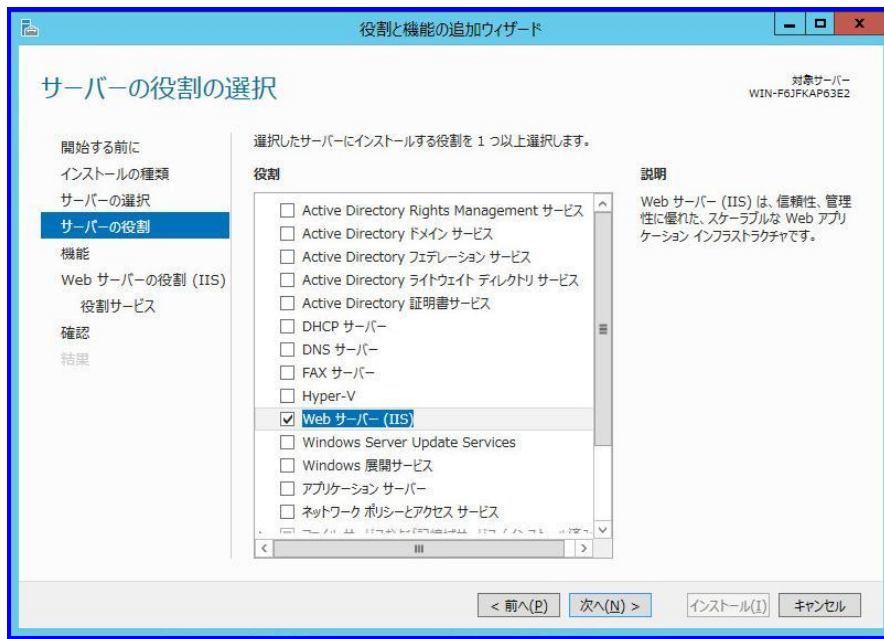 役割と機能の追加ウィザード
サーバーの役割の選択
対象サーバー
WIN-F6JFKAP63E2
開始する前に
インストールの種類
サーバーの選択
サーバーの役割
機能
Web サーバーの役割 (IIS)
役割サービス
確認
結果
選択したサーバーにインストールする役割を 1 つ以上選択します。
役割
Active Directory Rights Management サービス
Active Directory ドメイン サービス
Active Directory フェデレーション サービス
Active Directory ライトウェイト ディレクトリ サービス
Active Directory 証明書サービス
DHCP サーバー
DNS サーバー
FAX サーバー
Hyper-V
Web サーバー (IIS)
Windows Server Update Services
Windows 展開サービス
アプリケーション サーバー
ネットワーク ポリシーとアクセス サービス
説明
Web サーバー (IIS) は、信頼性、管理
性に優れた、スケーラブルな Web アプリ
ケーション インフラストラクチャです。
< 前へ(P)
次へ(N) >
インストール(I)
キャンセル